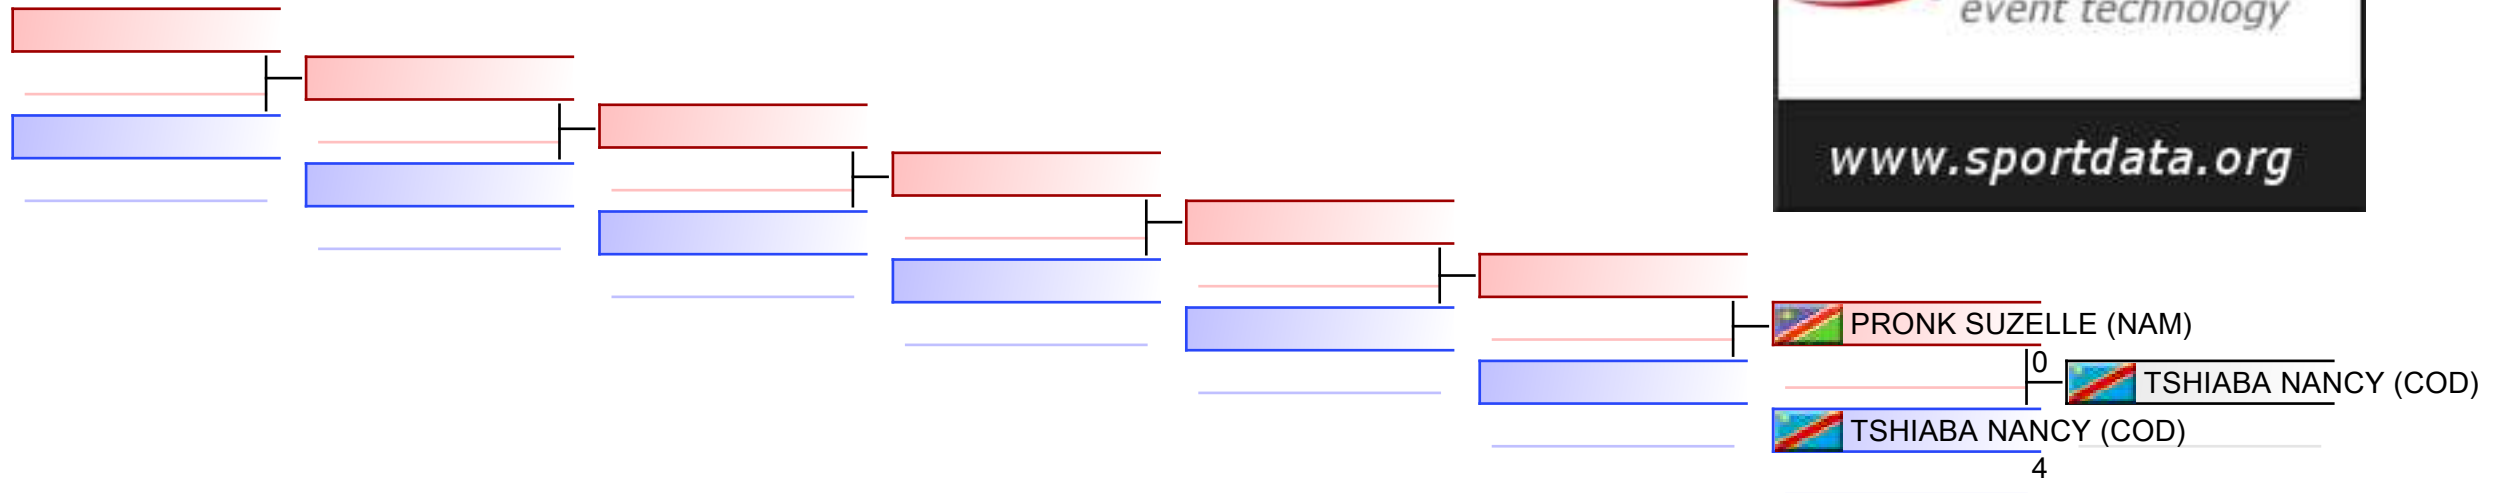 event technology
www.sportdata.org
PRONK SUZELLE (NAM)
0
TSHIABA NANCY (COD)
TSHIABA NANCY (COD)
4